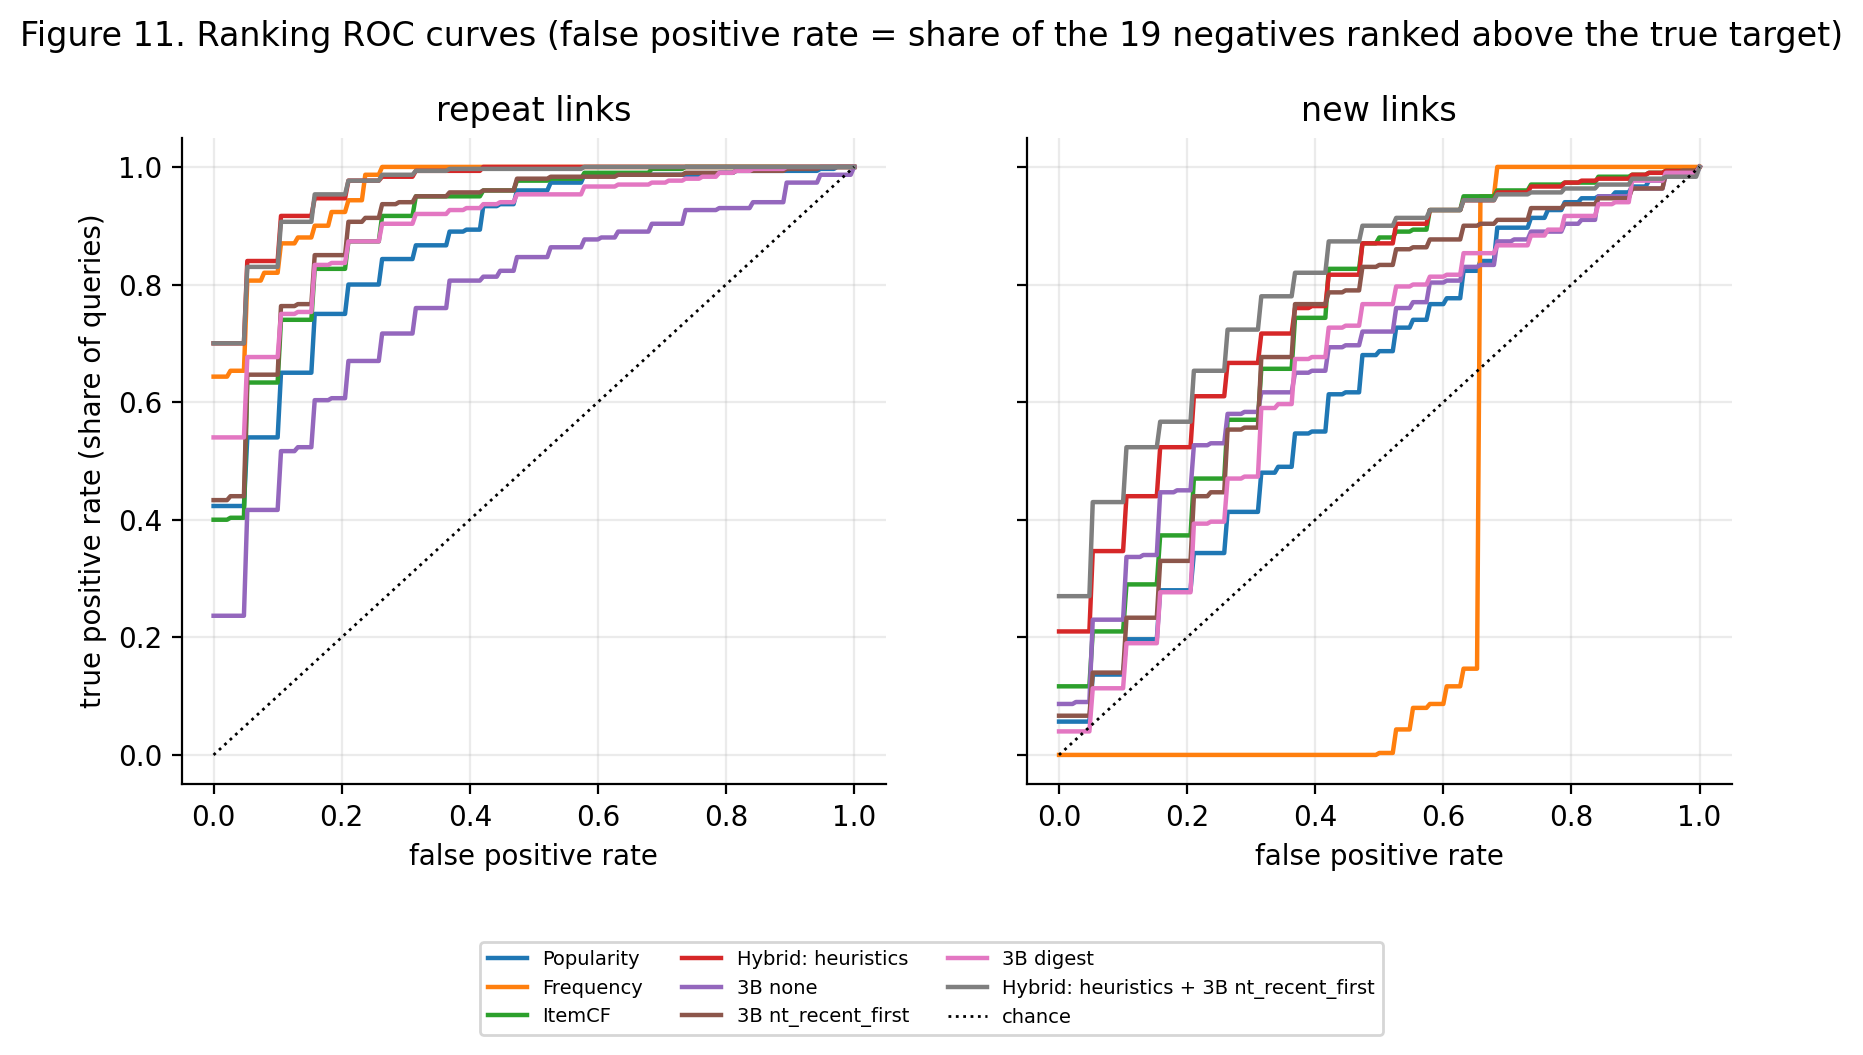 Figure 11. Ranking ROC curves (false positive rate = share of the 19 negatives ranked above the true target)
repeat links
new links
true positive rate (share of queries)
1.0
0.8
0.6
0.4
0.2
0.0
0.0 0.2 0.4 0.6 0.8 1.0
0.0 0.2 0.4 0.6 0.8 1.0
false positive rate
false positive rate
Popularity
Frequency
ItemCF
Hybrid: heuristics
3B none
3B nt_recent_first
3B digest
Hybrid: heuristics + 3B nt_recent_first
chance